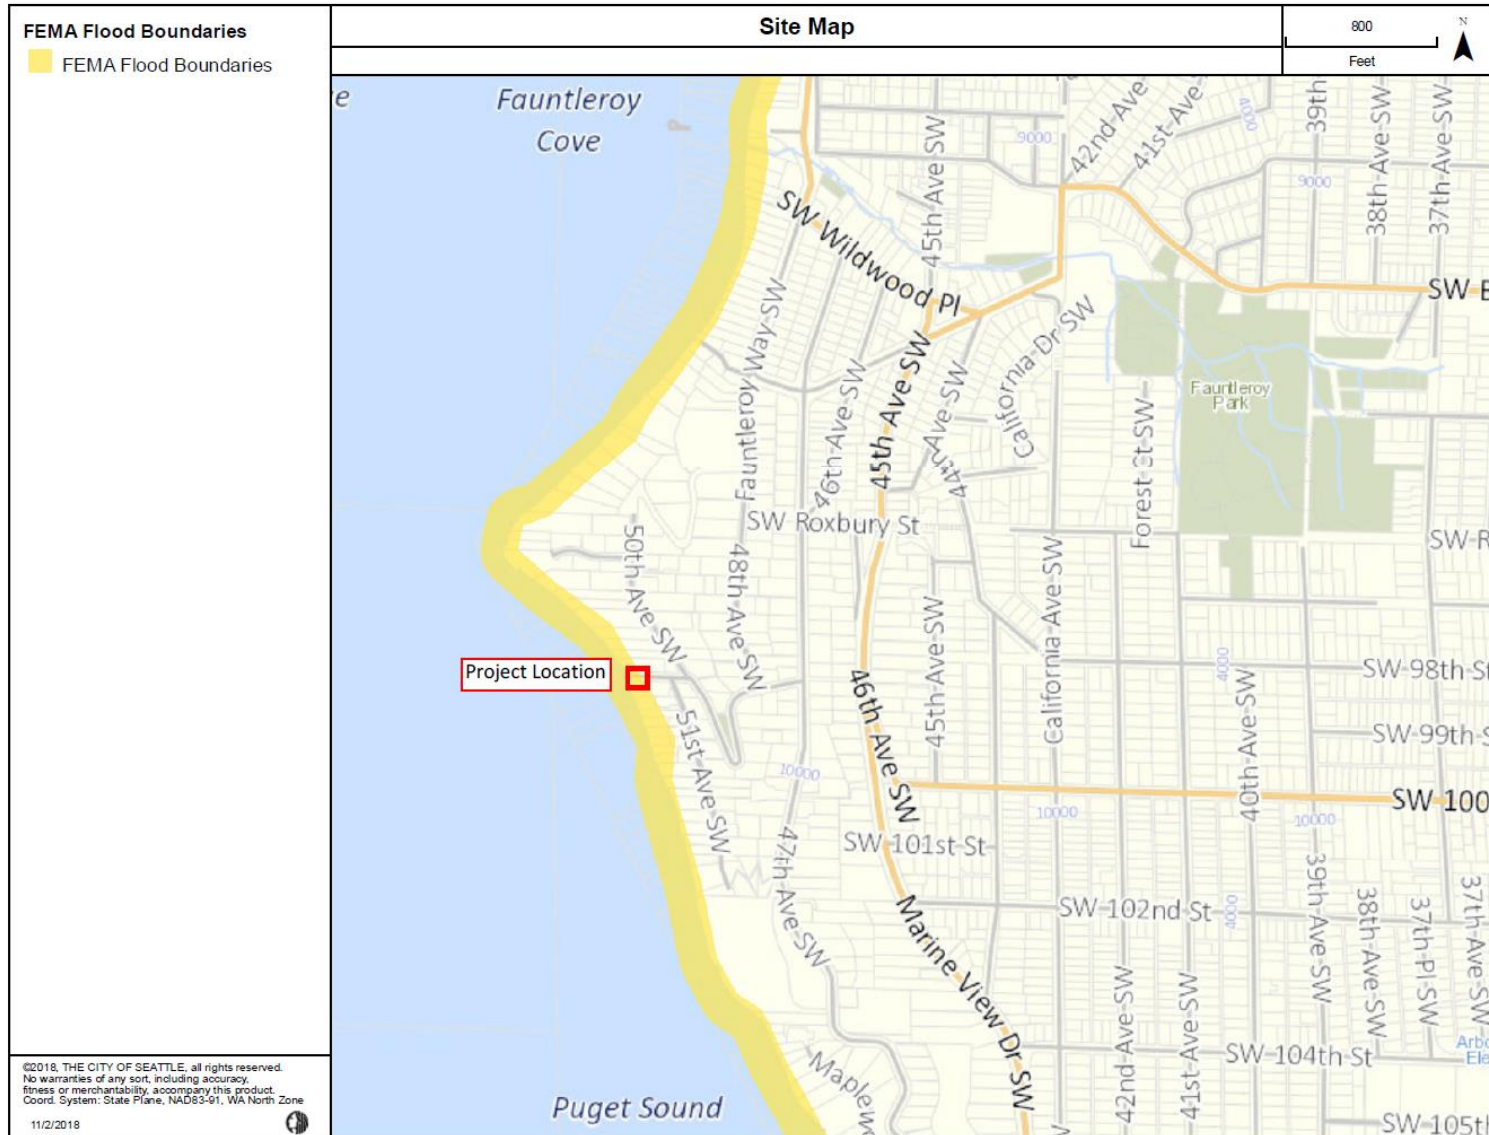 FEMA Flood Boundaries
FEMA Flood Boundaries
Site Map
800
Feet
N
e
Fauntleroy
Cove
SW Wildwood Pl
45th Ave SW
42nd Ave
41st Ave
9000
4000
39th
38th-Ave-SW
37th-Ave-SW
9000
SW
Fauntleroy Way-SW
46th-Ave-SW
45th Ave SW
44th Ave-SW
California-Dr SW
Fauntleroy
Park
Forest Ct-SW
SW Roxbury St
SW-R
50th-Ave-SW
48th-Ave-SW
45th-Ave-SW
California Ave SW
Project Location
4000
SW-98th-St
51st-Ave-SW
46th Ave SW
40th-Ave-SW
SW-99th
10000
10000
10000
SW 100
SW 101st-St
47th-Ave-SW
39th-Ave-SW
38th-Ave-SW
37th-Pl-SW
37th-Ave-SW
SW-102nd-St
4000
Marine View Dr SW
42nd-Ave-SW
41st-Ave-SW
SW-104th St
Arbo
Ele
Maplew
Puget Sound
SW-105th
©2018, THE CITY OF SEATTLE, all rights reserved.
No warranties of any sort, including accuracy,
fitness or merchantability, accompany this product.
Coord. System: State Plane, NAD83-91, WA North Zone
11/2/2018